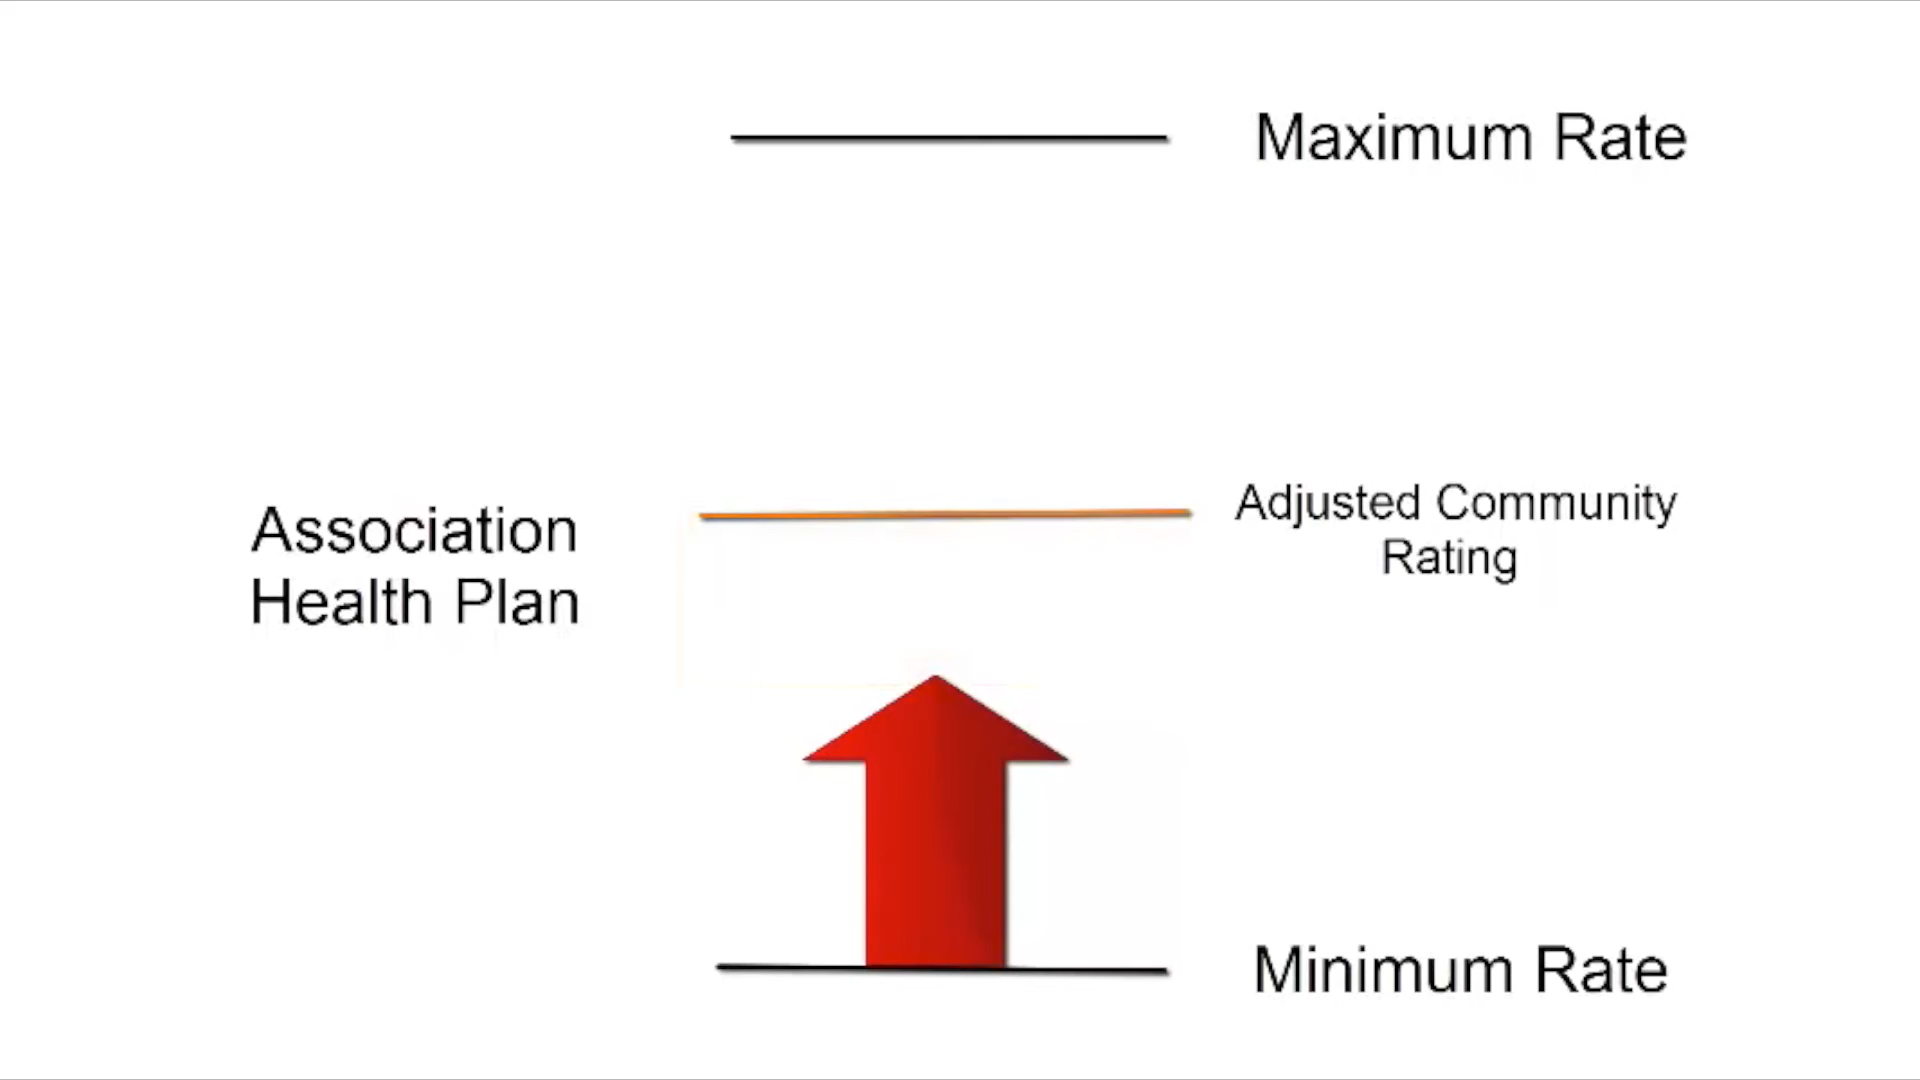 Maximum Rate
Association
Health Plan
Adjusted Community
Rating
Minimum Rate